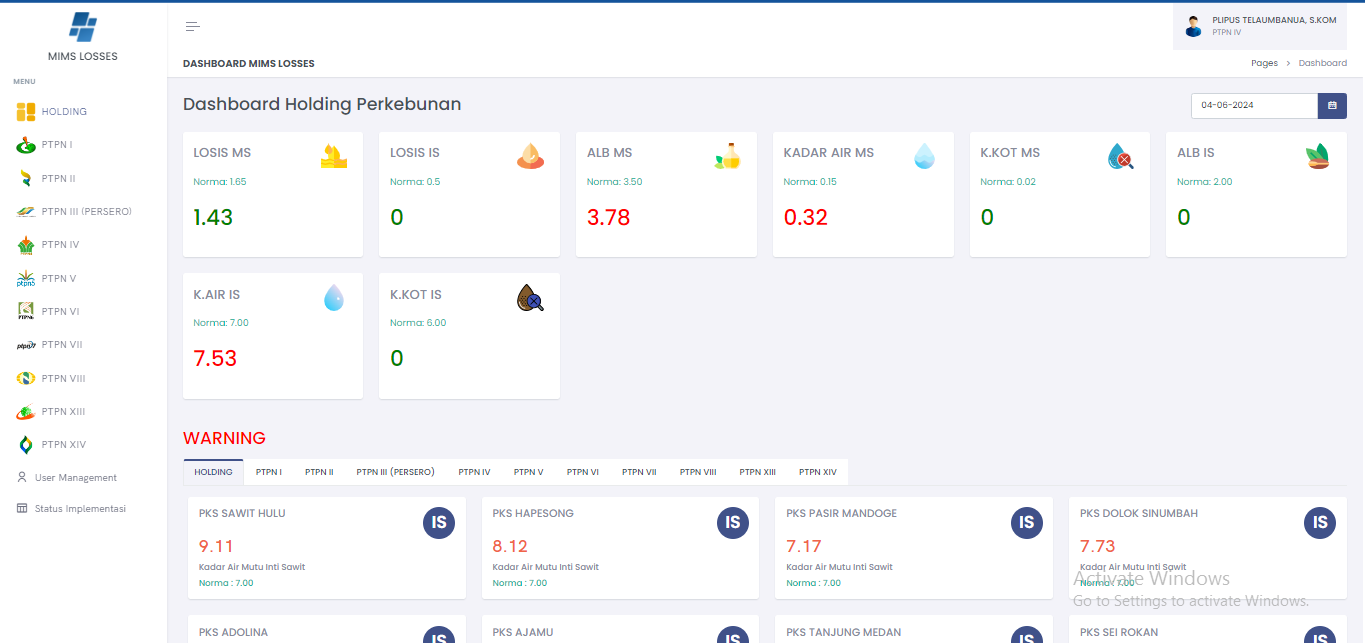 MIMS LOSSES
MENU
HOLDING
PTPN I
PTPN II
PTPN III (PERSERO)
PTPN IV
PTPN V
PTPN VI
PTPN VII
PTPN VIII
PTPN XIII
PTPN XIV
User Management
Status Implementasi
PLIPUS TELAUMBANUA, S.KOM
PTPN IV
DASHBOARD MIMS LOSSES
Pages > Dashboard
Dashboard Holding Perkebunan
04-06-2024
LOSIS MS
Norma: 1.65
1.43
LOSIS IS
Norma: 0.5
0
ALB MS
Norma: 3.50
3.78
KADAR AIR MS
Norma: 0.15
0.32
K.KOT MS
Norma: 0.02
0
ALB IS
Norma: 2.00
0
K.AIR IS
Norma: 7.00
7.53
K.KOT IS
Norma: 6.00
0
WARNING
HOLDING PTPN I PTPN II PTPN III (PERSERO) PTPN IV PTPN V PTPN VI PTPN VII PTPN VIII PTPN XIII PTPN XIV
PKS SAWIT HULU
IS
9.11
Kadar Air Mutu Inti Sawit
Norma : 7.00
PKS HAPESONG
IS
8.12
Kadar Air Mutu Inti Sawit
Norma : 7.00
PKS PASIR MANDOGE
IS
7.17
Kadar Air Mutu Inti Sawit
Norma : 7.00
PKS DOLOK SINUMBAH
IS
7.73
Kadar Air Mutu Inti Sawit
Norma : 7.00
Activate Windows
Go to Settings to activate Windows.
PKS ADOLINA
IS
PKS AJAMU
IS
PKS TANJUNG MEDAN
IS
PKS SEI ROKAN
IS